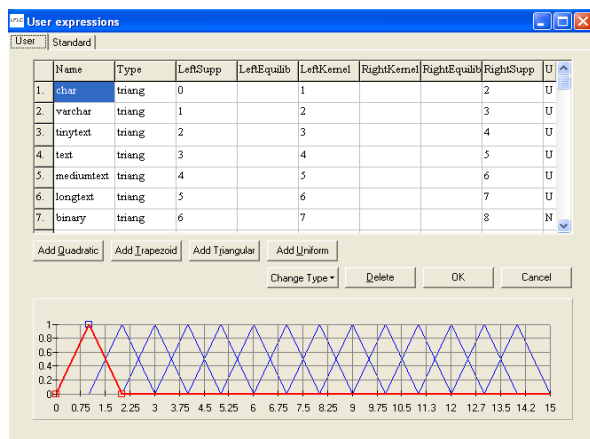 LFLC User expressions
User Standard
Name Type LeftSupp LeftEquilib LeftKernel RightKernel RightEquilib RightSupp U
1. char triang 0 1 2 U
2. varchar triang 1 2 3 U
3. tinytext triang 2 3 4 U
4. text triang 3 4 5 U
5. mediumtext triang 4 5 6 U
6. longtext triang 5 6 7 U
7. binary triang 6 7 8 N
Add Quadratic Add Trapezoid Add Triangular Add Uniform
Change Type Delete OK Cancel
1
0.8
0.6
0.4
0.2
0
0 0.75 1.5 2.25 3 3.75 4.5 5.25 6 6.75 7.5 8.25 9 9.75 10.5 11.3 12 12.7 13.5 14.2 15